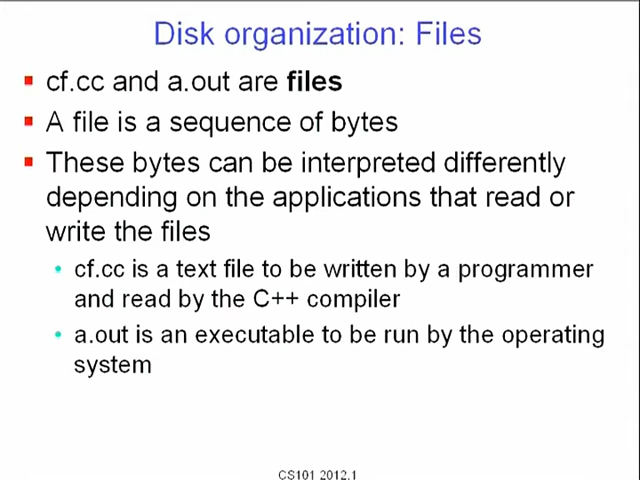 Disk organization: Files
cf.cc and a.out are files
A file is a sequence of bytes
These bytes can be interpreted differently
depending on the applications that read or
write the files
cf.cc is a text file to be written by a programmer
and read by the C++ compiler
a.out is an executable to be run by the operating
system
CS101 2012.1